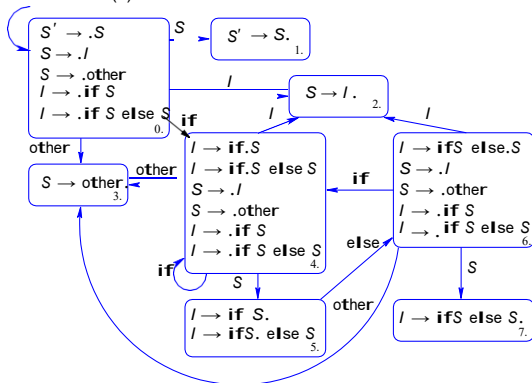 (.)
S′ → .S
S → .I
S → .other
I → .if S
I → .if S else S
0.
S
S′ → S.
1.
I
S → I .
2.
if
I
I
other
S → other.
3.
other
I → if.S
I → if.S else S
S → .I
S → .other
I → .if S
I → .if S else S
4.
if
if
else
I → ifS else.S
S → .I
S → .other
I → .if S
I → .if S else S
6.
S
S
other
I → if S.
I → ifS. else S
5.
I → ifS else S.
7.